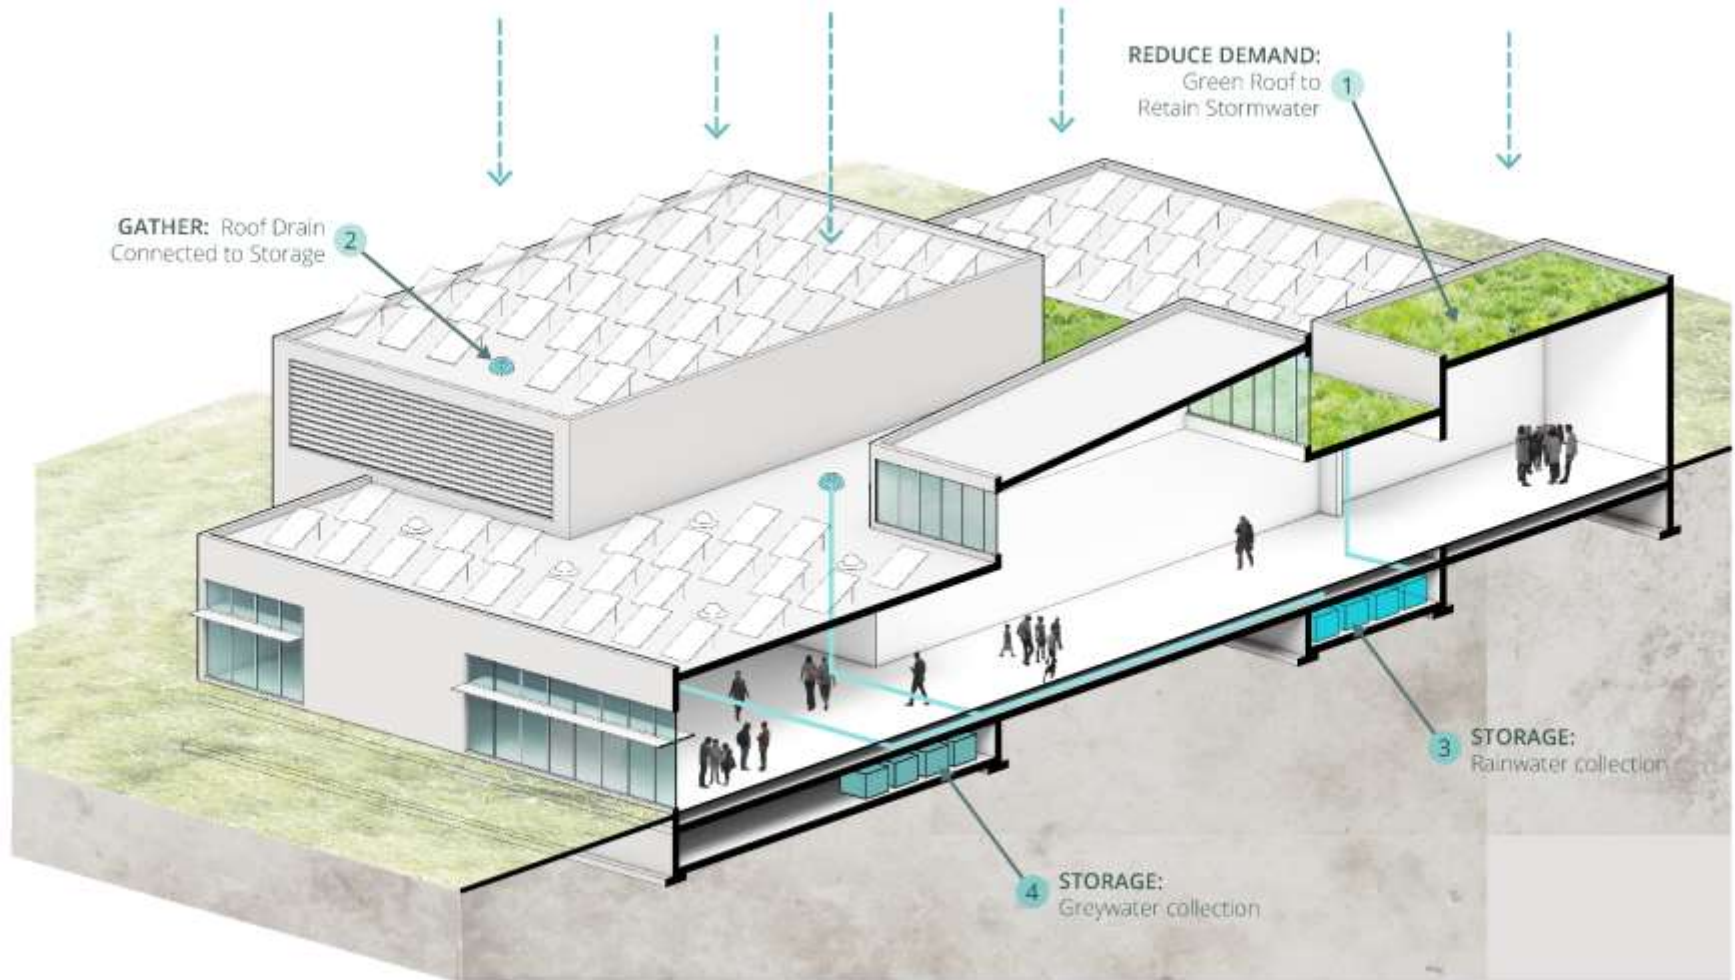 REDUCE DEMAND:
Green Roof to
Retain Stormwater
1
GATHER: Roof Drain
Connected to Storage
2
3
STORAGE:
Rainwater collection
4
STORAGE:
Greywater collection